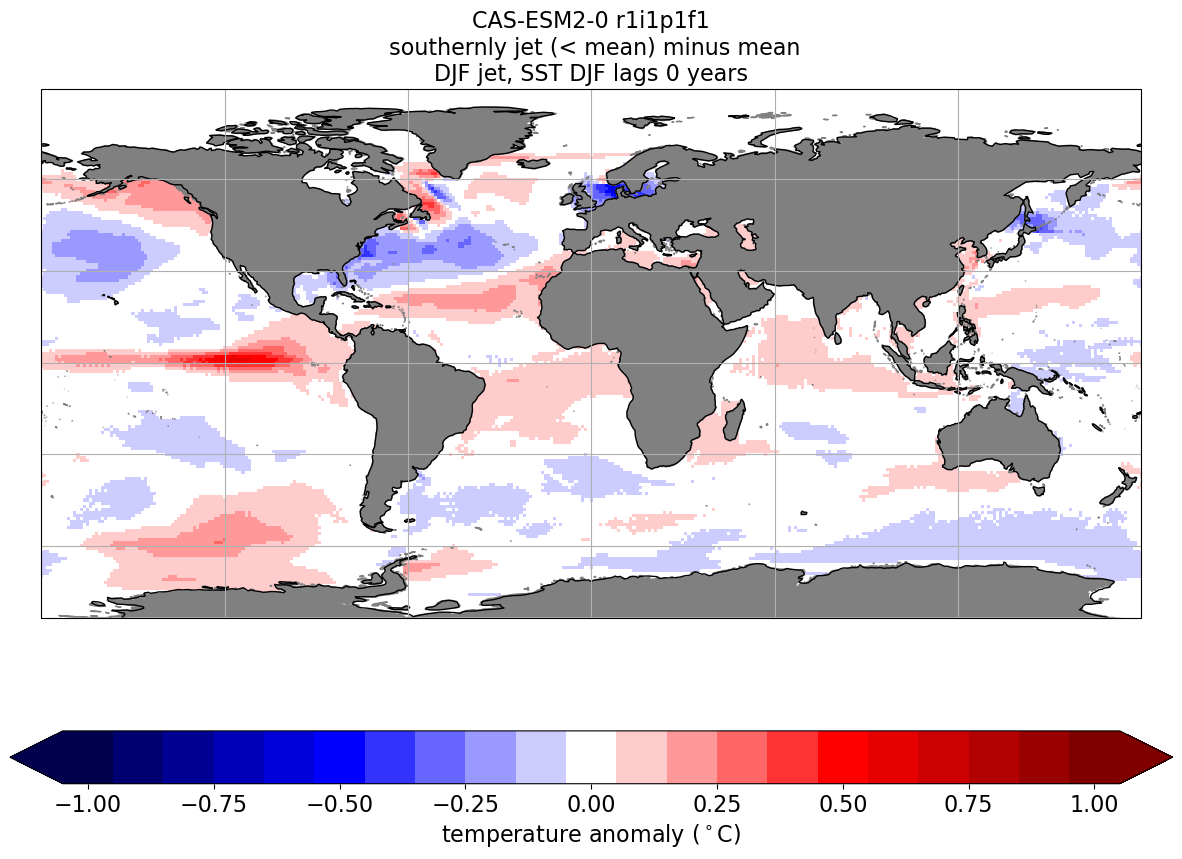 CAS-ESM2-0 r1i1p1f1
southernly jet (< mean) minus mean
DJF jet, SST DJF lags 0 years
−1.00 −0.75 −0.50 −0.25 0.00 0.25 0.50 0.75 1.00
temperature anomaly (°C)